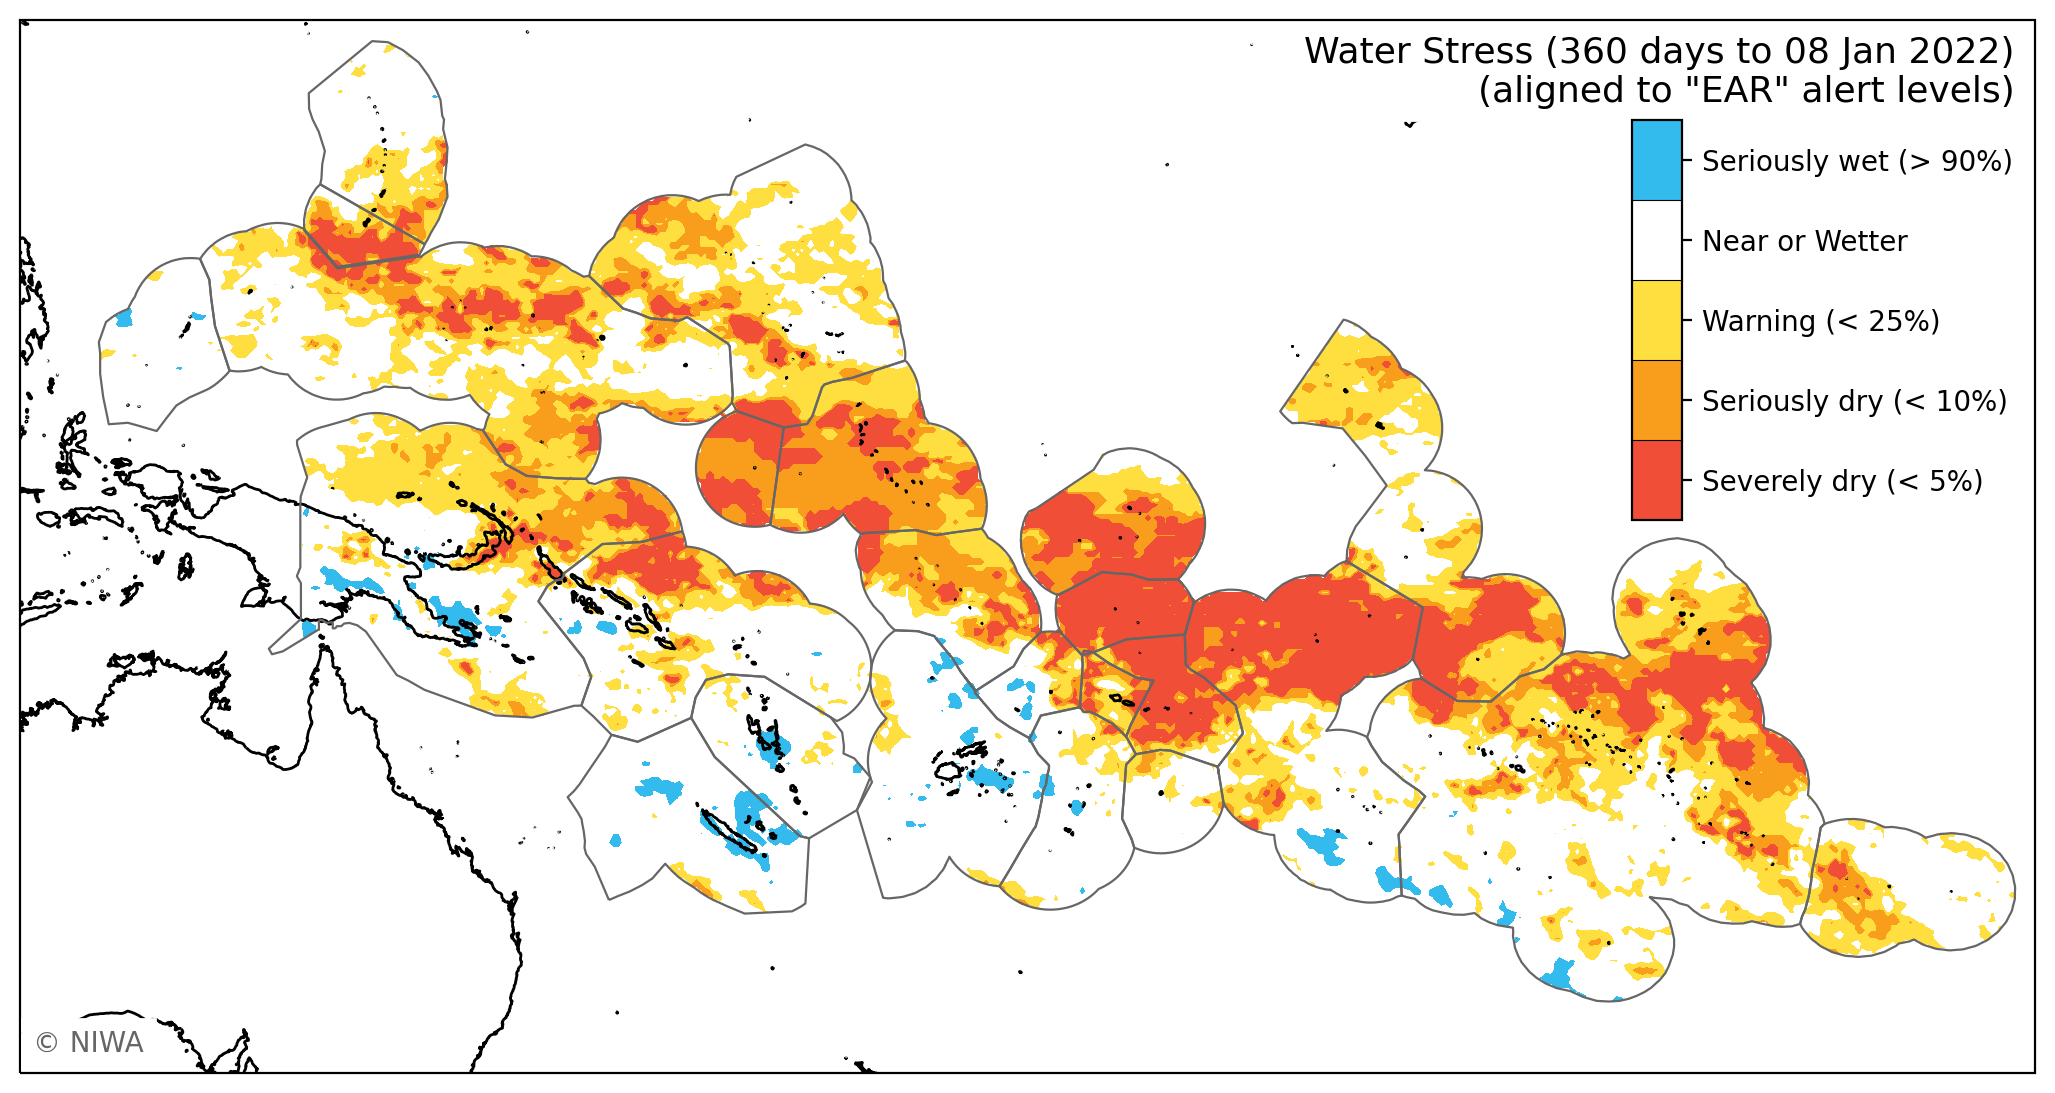 Water Stress (360 days to 08 Jan 2022)
(aligned to "EAR" alert levels)
Seriously wet (> 90%)
Near or Wetter
Warning (< 25%)
Seriously dry (< 10%)
Severely dry (< 5%)
© NIWA